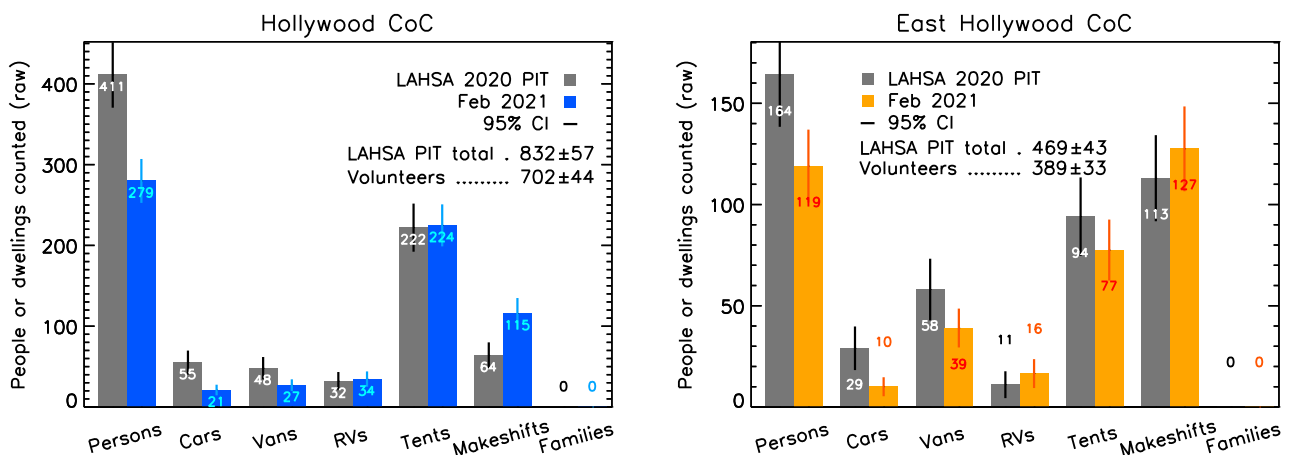 Hollywood CoC
People or dwellings counted (raw)
400
300
200
100
0
LAHSA 2020 PIT
Feb 2021
95% CI
LAHSA PIT total . 832±57
Volunteers ......... 702±44
411
279
55
21
48
27
32
34
222
224
64
115
0
0
Persons
Cars
Vans
RVs
Tents
Makeshifts
Families
East Hollywood CoC
People or dwellings counted (raw)
150
100
50
0
LAHSA 2020 PIT
Feb 2021
95% CI
LAHSA PIT total . 469±43
Volunteers ......... 389±33
164
119
29
10
58
39
11
16
94
77
113
127
0
0
Persons
Cars
Vans
RVs
Tents
Makeshifts
Families